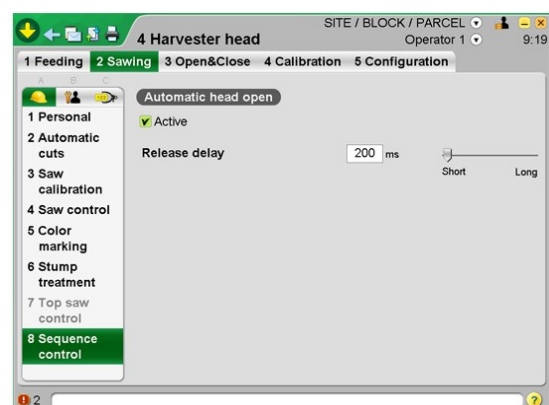 SITE / BLOCK / PARCEL
4 Harvester head
Operator 1
9:19
1 Feeding
2 Sawing
3 Open&Close
4 Calibration
5 Configuration
A B C
Automatic head open
Active
Release delay
200 ms
Short
Long
1 Personal
2 Automatic
cuts
3 Saw
calibration
4 Saw control
5 Color
marking
6 Stump
treatment
7 Top saw
control
8 Sequence
control
2
?